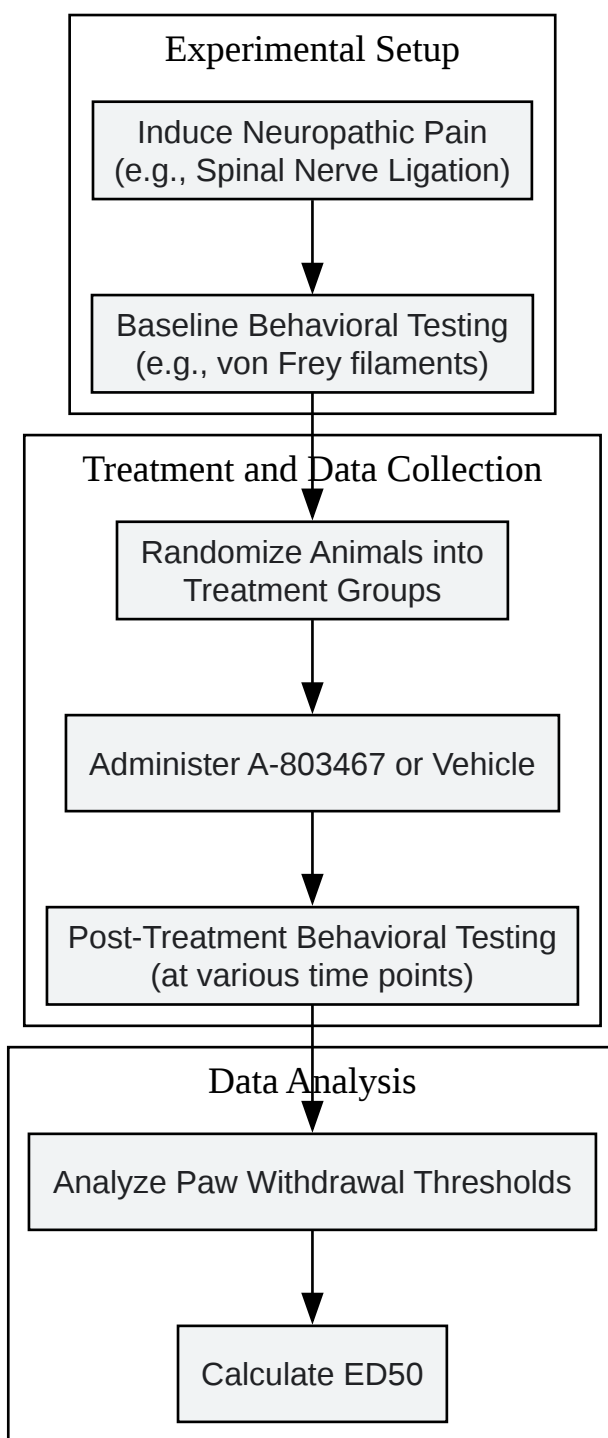 Experimental Setup
Induce Neuropathic Pain
(e.g., Spinal Nerve Ligation)
Baseline Behavioral Testing
(e.g., von Frey filaments)
Treatment and Data Collection
Randomize Animals into
Treatment Groups
Administer A-803467 or Vehicle
Post-Treatment Behavioral Testing
(at various time points)
Data Analysis
Analyze Paw Withdrawal Thresholds
Calculate ED50